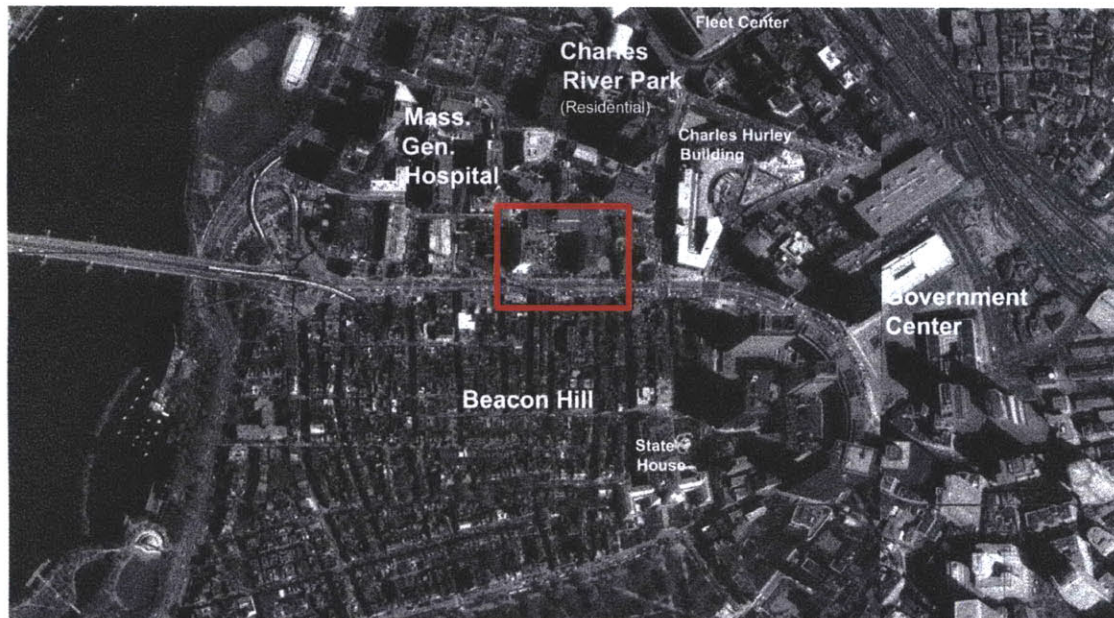 Fleet Center
Charles
River Park
(Residential)
Mass.
Gen.
Hospital
Charles Hurley
Building
Government
Center
Beacon Hill
State
House